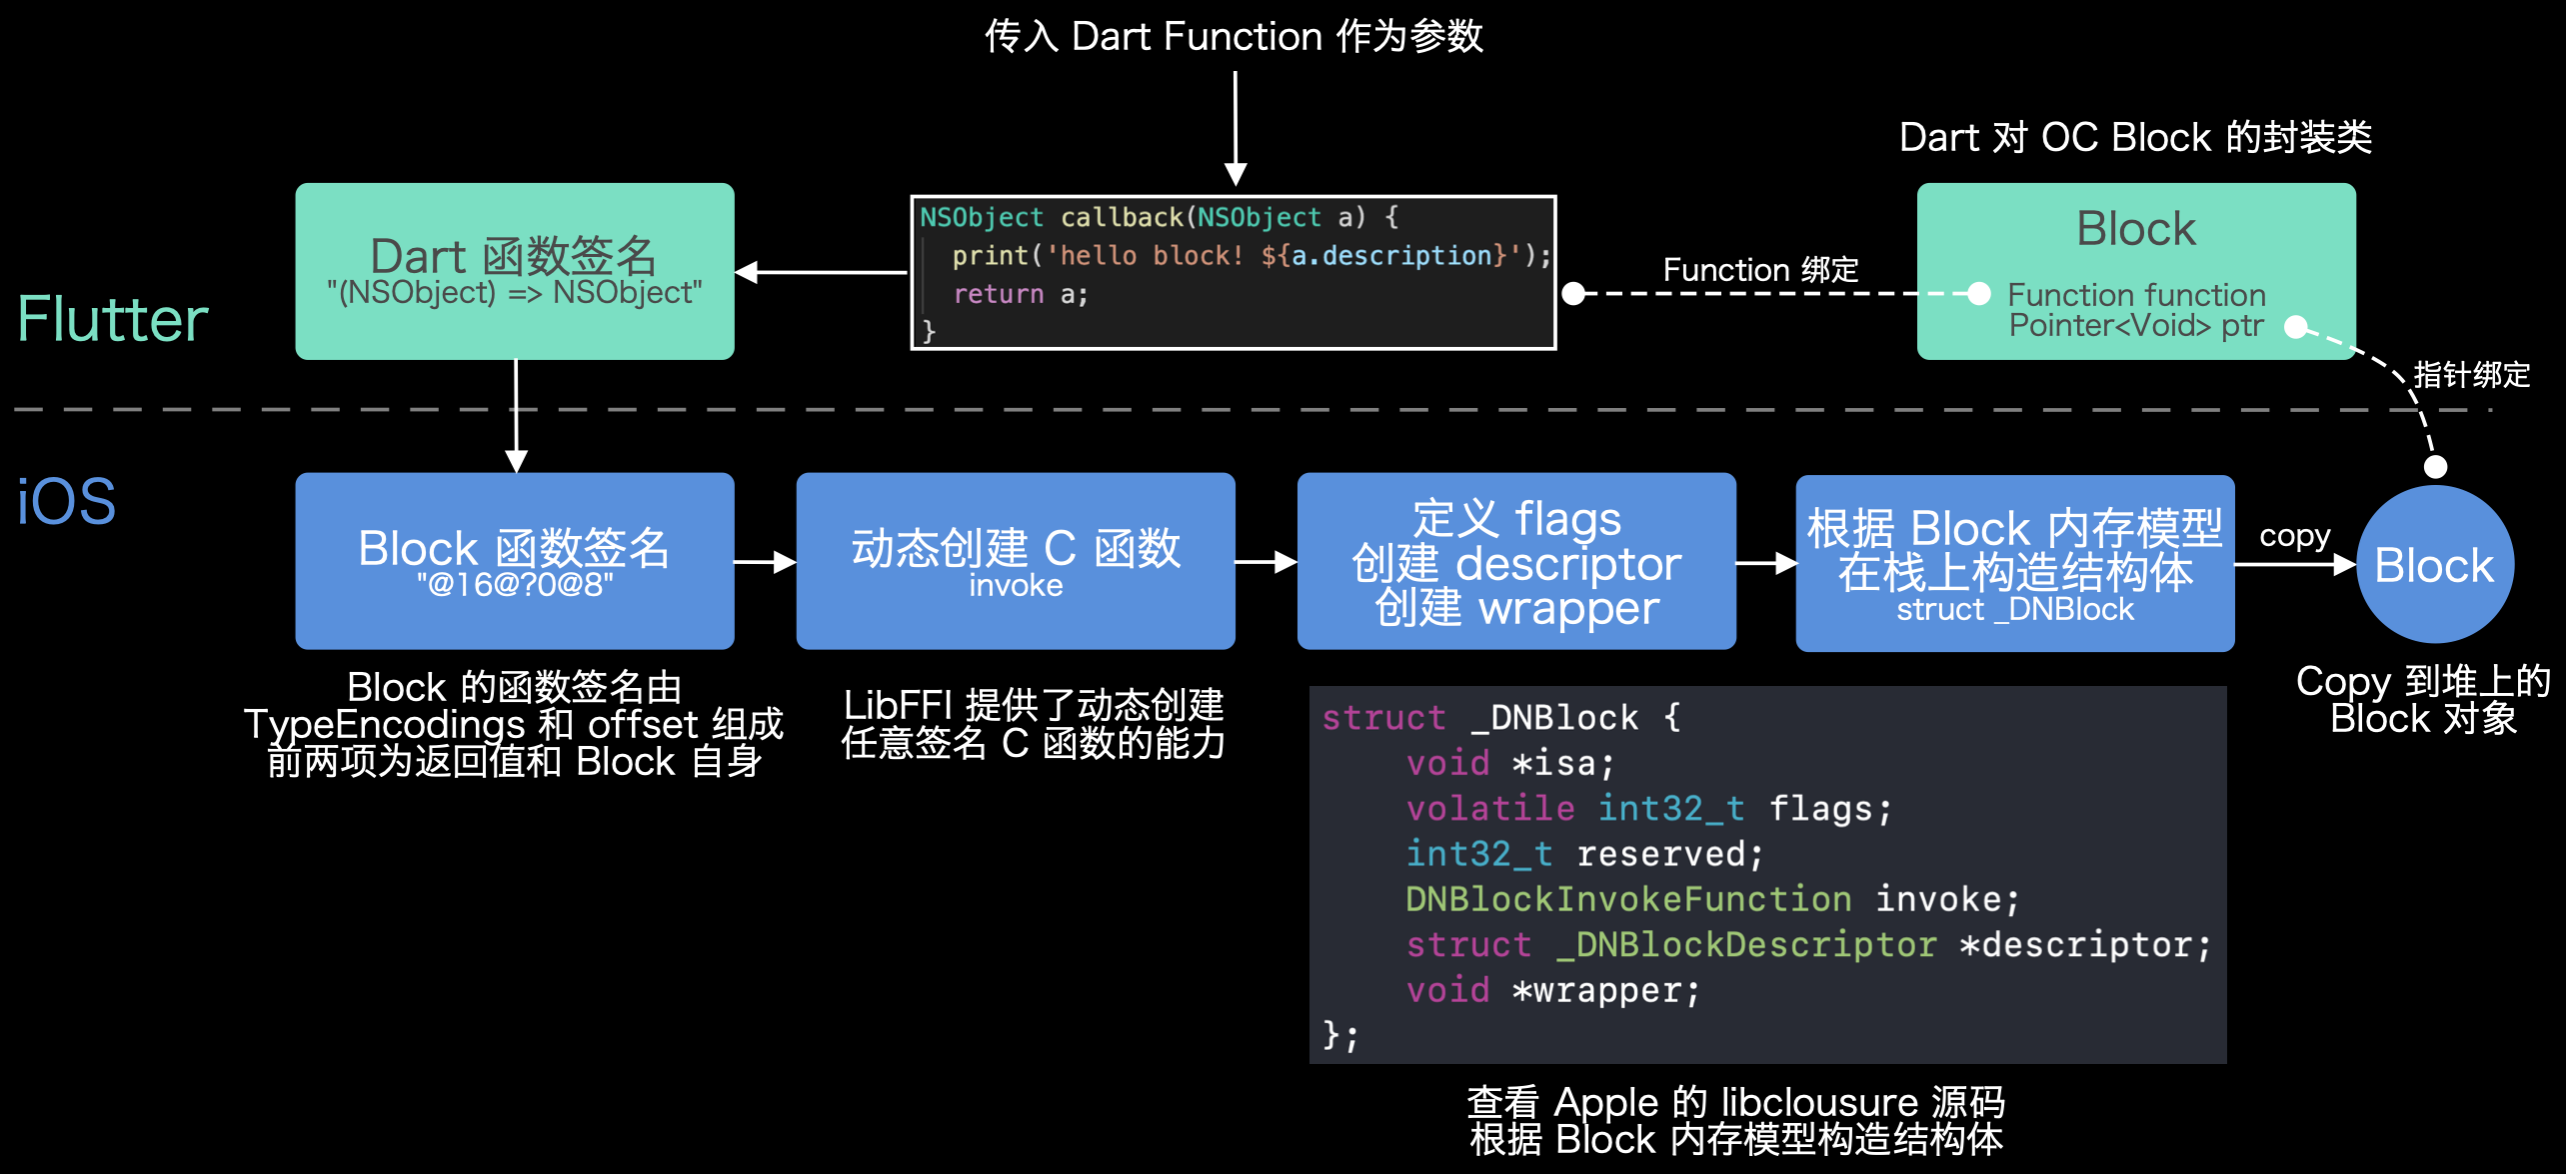 传入 Dart Function 作为参数
Dart 对 OC Block 的封装类
Flutter
Dart 函数签名
"(NSObject) => NSObject"
NSObject callback(NSObject a) {
  print('hello block! ${a.description}');
  return a;
}
Function 绑定
Block
Function function
Pointer<Void> ptr
指针绑定
iOS
Block 函数签名
"@16@?0@8"
动态创建 C 函数
invoke
定义 flags
创建 descriptor
创建 wrapper
根据 Block 内存模型
在栈上构造结构体
struct _DNBlock
copy
Block
Block 的函数签名由
TypeEncodings 和 offset 组成
前两项为返回值和 Block 自身
LibFFI 提供了动态创建
任意签名 C 函数的能力
struct _DNBlock {
    void *isa;
    volatile int32_t flags;
    int32_t reserved;
    DNBlockInvokeFunction invoke;
    struct _DNBlockDescriptor *descriptor;
    void *wrapper;
};
Copy 到堆上的
Block 对象
查看 Apple 的 libclousure 源码
根据 Block 内存模型构造结构体